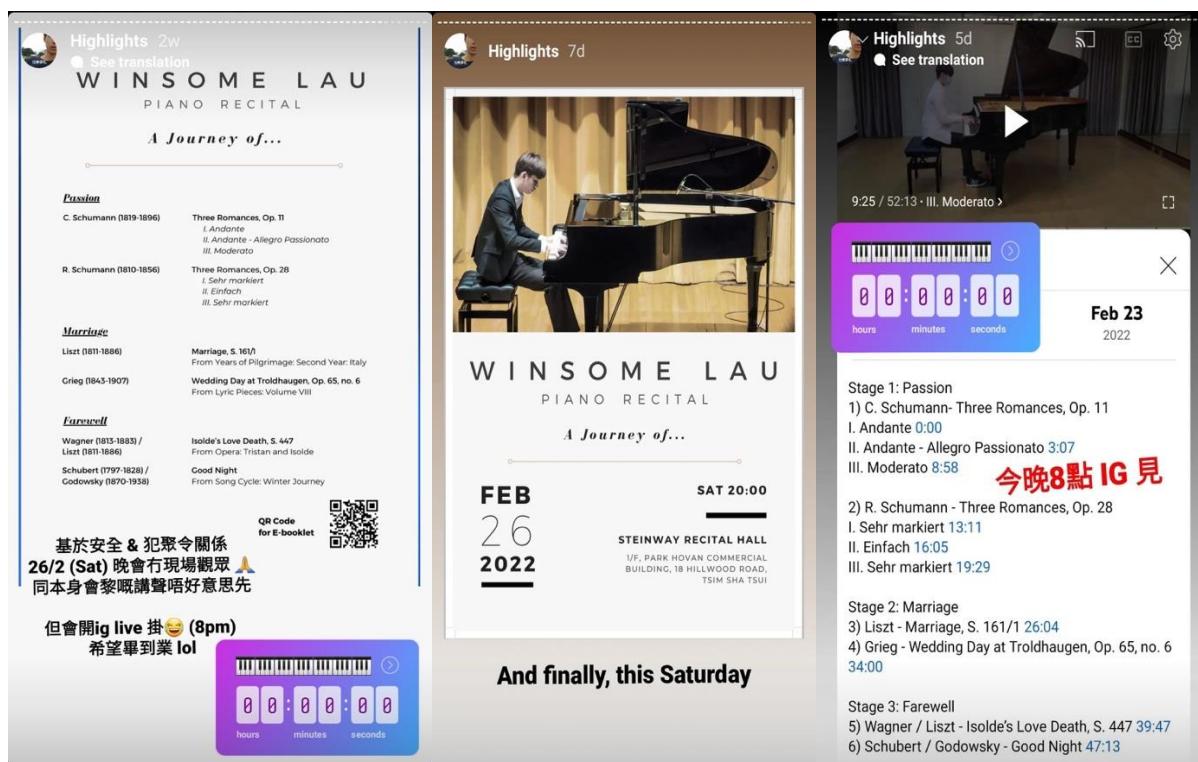 Highlights 2w
See translation
WINSOME LAU
PIANO RECITAL
A Journey of...
Passion
C. Schumann (1819-1896) Three Romances, Op. 11
I. Andante
II. Andante - Allegro Passionato
III. Moderato
R. Schumann (1810-1856) Three Romances, Op. 28
I. Sehr markiert
II. Einfach
III. Sehr markiert
Marriage
Liszt (1811-1886) Marriage, S. 161/1
From Years of Pilgrimage: Second Year: Italy
Grieg (1843-1907) Wedding Day at Troldhaugen, Op. 65, no. 6
From Lyric Pieces: Volume VIII
Farewell
Wagner (1813-1883) / Isolde's Love Death, S. 447
Liszt (1811-1886) From Opera: Tristan and Isolde
Schubert (1797-1828) / Good Night
Godowsky (1870-1938) From Song Cycle: Winter Journey
QR Code
for E-booklet
基於安全 & 犯聚令關係
26/2 (Sat) 晚會冇現場觀眾 🙏
同本身會黎嘅講聲唔好意思先
但會開ig live 掛😂 (8pm)
希望畢到業 lol
0 0 : 0 0 : 0 0
hours minutes seconds
Highlights 7d
WINSOME LAU
PIANO RECITAL
A Journey of...
FEB
26
2022
SAT 20:00
STEINWAY RECITAL HALL
1/F, PARK HOVAN COMMERCIAL
BUILDING, 18 HILLWOOD ROAD,
TSIM SHA TSUI
And finally, this Saturday
Highlights 5d
See translation
CC
9:25 / 52:13 · III. Moderato >
0 0 : 0 0 : 0 0
hours minutes seconds
Feb 23
2022
Stage 1: Passion
1) C. Schumann- Three Romances, Op. 11
I. Andante 0:00
II. Andante - Allegro Passionato 3:07
III. Moderato 8:58
今晚8點 IG 見
2) R. Schumann - Three Romances, Op. 28
I. Sehr markiert 13:11
II. Einfach 16:05
III. Sehr markiert 19:29
Stage 2: Marriage
3) Liszt - Marriage, S. 161/1 26:04
4) Grieg - Wedding Day at Troldhaugen, Op. 65, no. 6
34:00
Stage 3: Farewell
5) Wagner / Liszt - Isolde's Love Death, S. 447 39:47
6) Schubert / Godowsky - Good Night 47:13